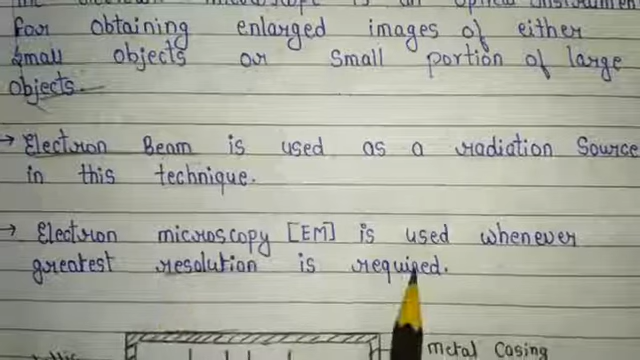 for obtaining enlarged images of either
small objects or small portion of large
objects.
→ Electron Beam is used as a radiation Source
in this technique.
→ Electron microscopy [EM] is used whenever
greatest resolution is required.
metal Casing